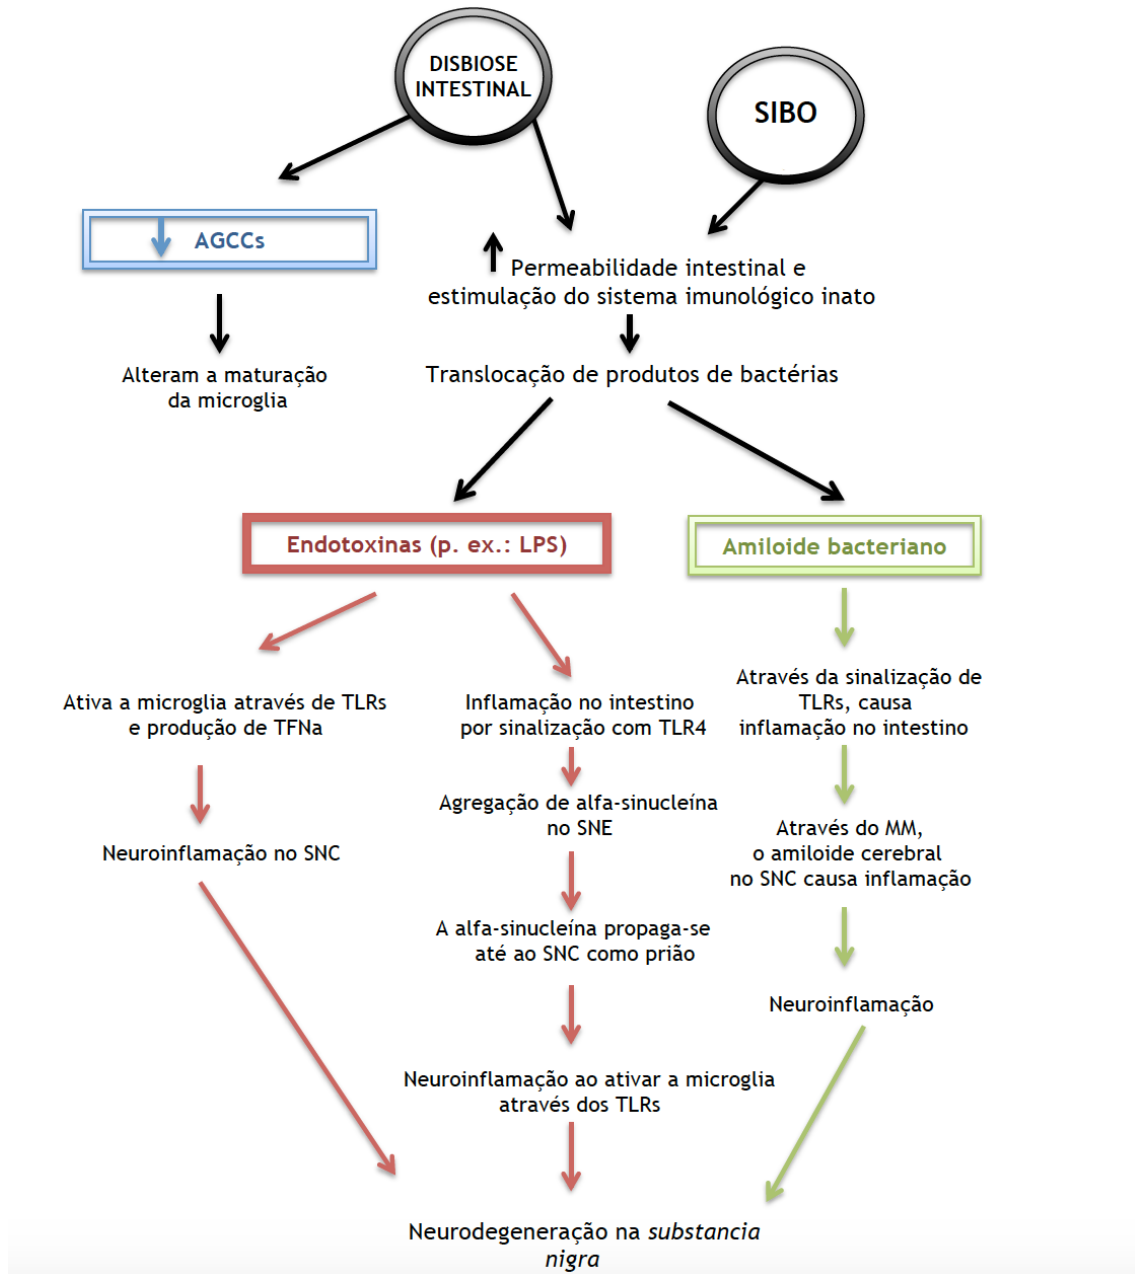 DISBIOSE
INTESTINAL
SIBO
AGCCs
Permeabilidade intestinal e
estimulação do sistema imunológico inato
Alteram a maturação
da microglia
Translocação de produtos de bactérias
Endotoxinas (p. ex.: LPS)
Amiloide bacteriano
Ativa a microglia através de TLRs
e produção de TFNa
Neuroinflamação no SNC
Inflamação no intestino
por sinalização com TLR4
Agregação de alfa-sinucleína
no SNE
A alfa-sinucleína propaga-se
até ao SNC como prião
Neuroinflamação ao ativar a microglia
através dos TLRs
Através da sinalização de
TLRs, causa
inflamação no intestino
Através do MM,
o amiloide cerebral
no SNC causa inflamação
Neuroinflamação
Neurodegeneração na substancia
nigra